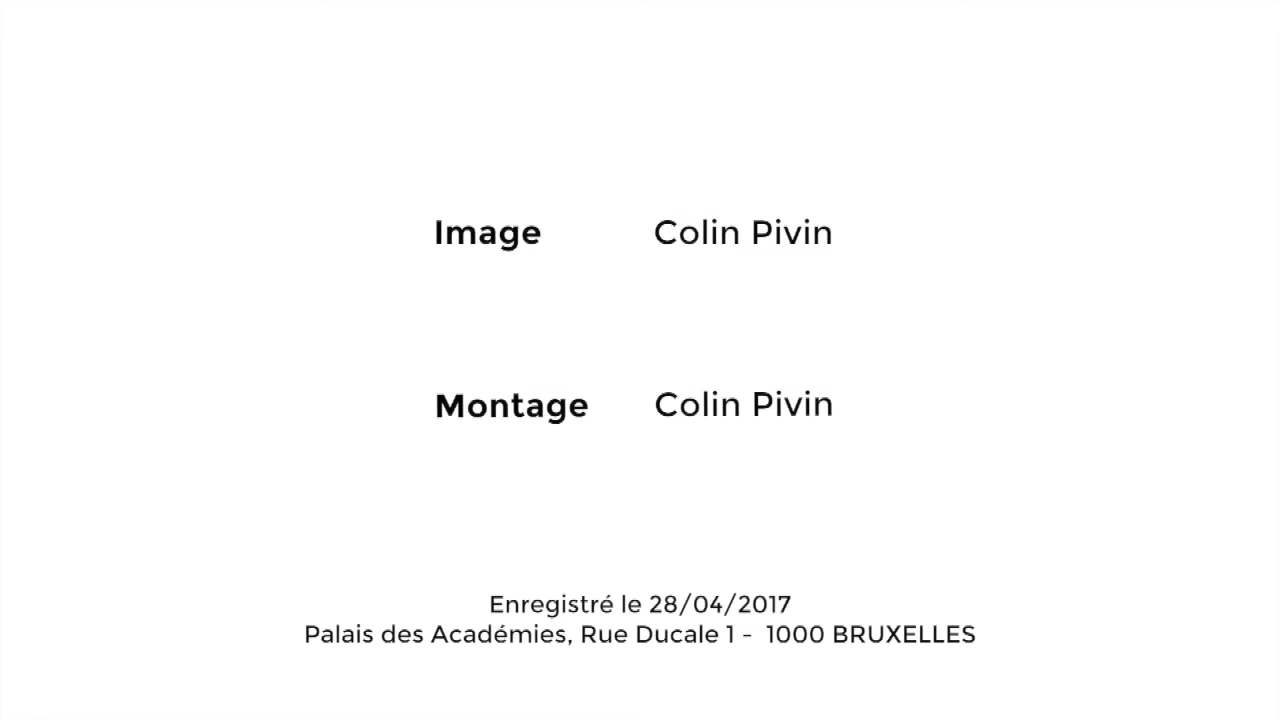 Image Colin Pivin
Montage Colin Pivin
Enregistré le 28/04/2017
Palais des Académies, Rue Ducale 1 - 1000 BRUXELLES